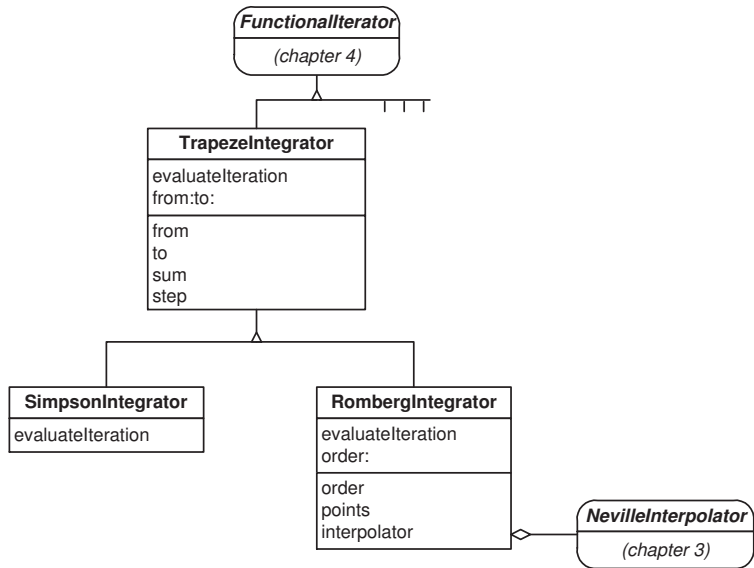 FunctionalIterator
(chapter 4)
TrapezeIntegrator
evaluateIteration
from:to:
from
to
sum
step
SimpsonIntegrator
evaluateIteration
RombergIntegrator
evaluateIteration
order:
order
points
interpolator
NevilleInterpolator
(chapter 3)